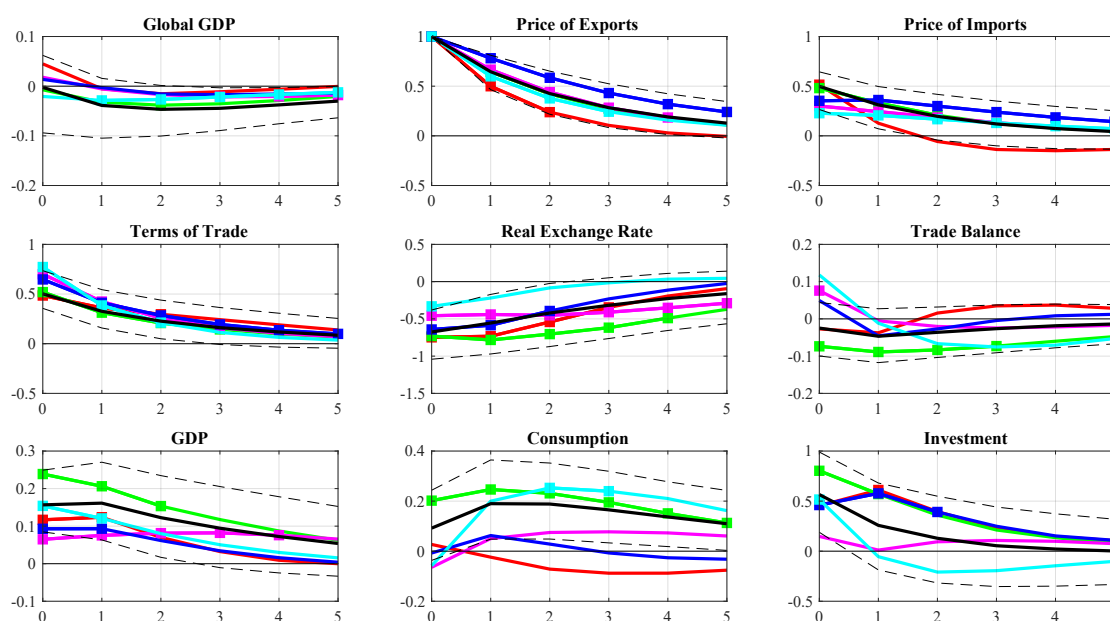 Global GDP
0.1
0
-0.1
-0.2
0 1 2 3 4 5
Price of Exports
1
0.5
0
-0.5
0 1 2 3 4 5
Price of Imports
1
0.5
0
-0.5
0 1 2 3 4
Terms of Trade
1
0.5
0
-0.5
0 1 2 3 4 5
Real Exchange Rate
0.5
0
-0.5
-1
-1.5
0 1 2 3 4 5
Trade Balance
0.2
0.1
0
-0.1
-0.2
0 1 2 3 4
GDP
0.3
0.2
0.1
0
-0.1
0 1 2 3 4 5
Consumption
0.4
0.2
0
-0.2
0 1 2 3 4 5
Investment
1
0.5
0
-0.5
0 1 2 3 4